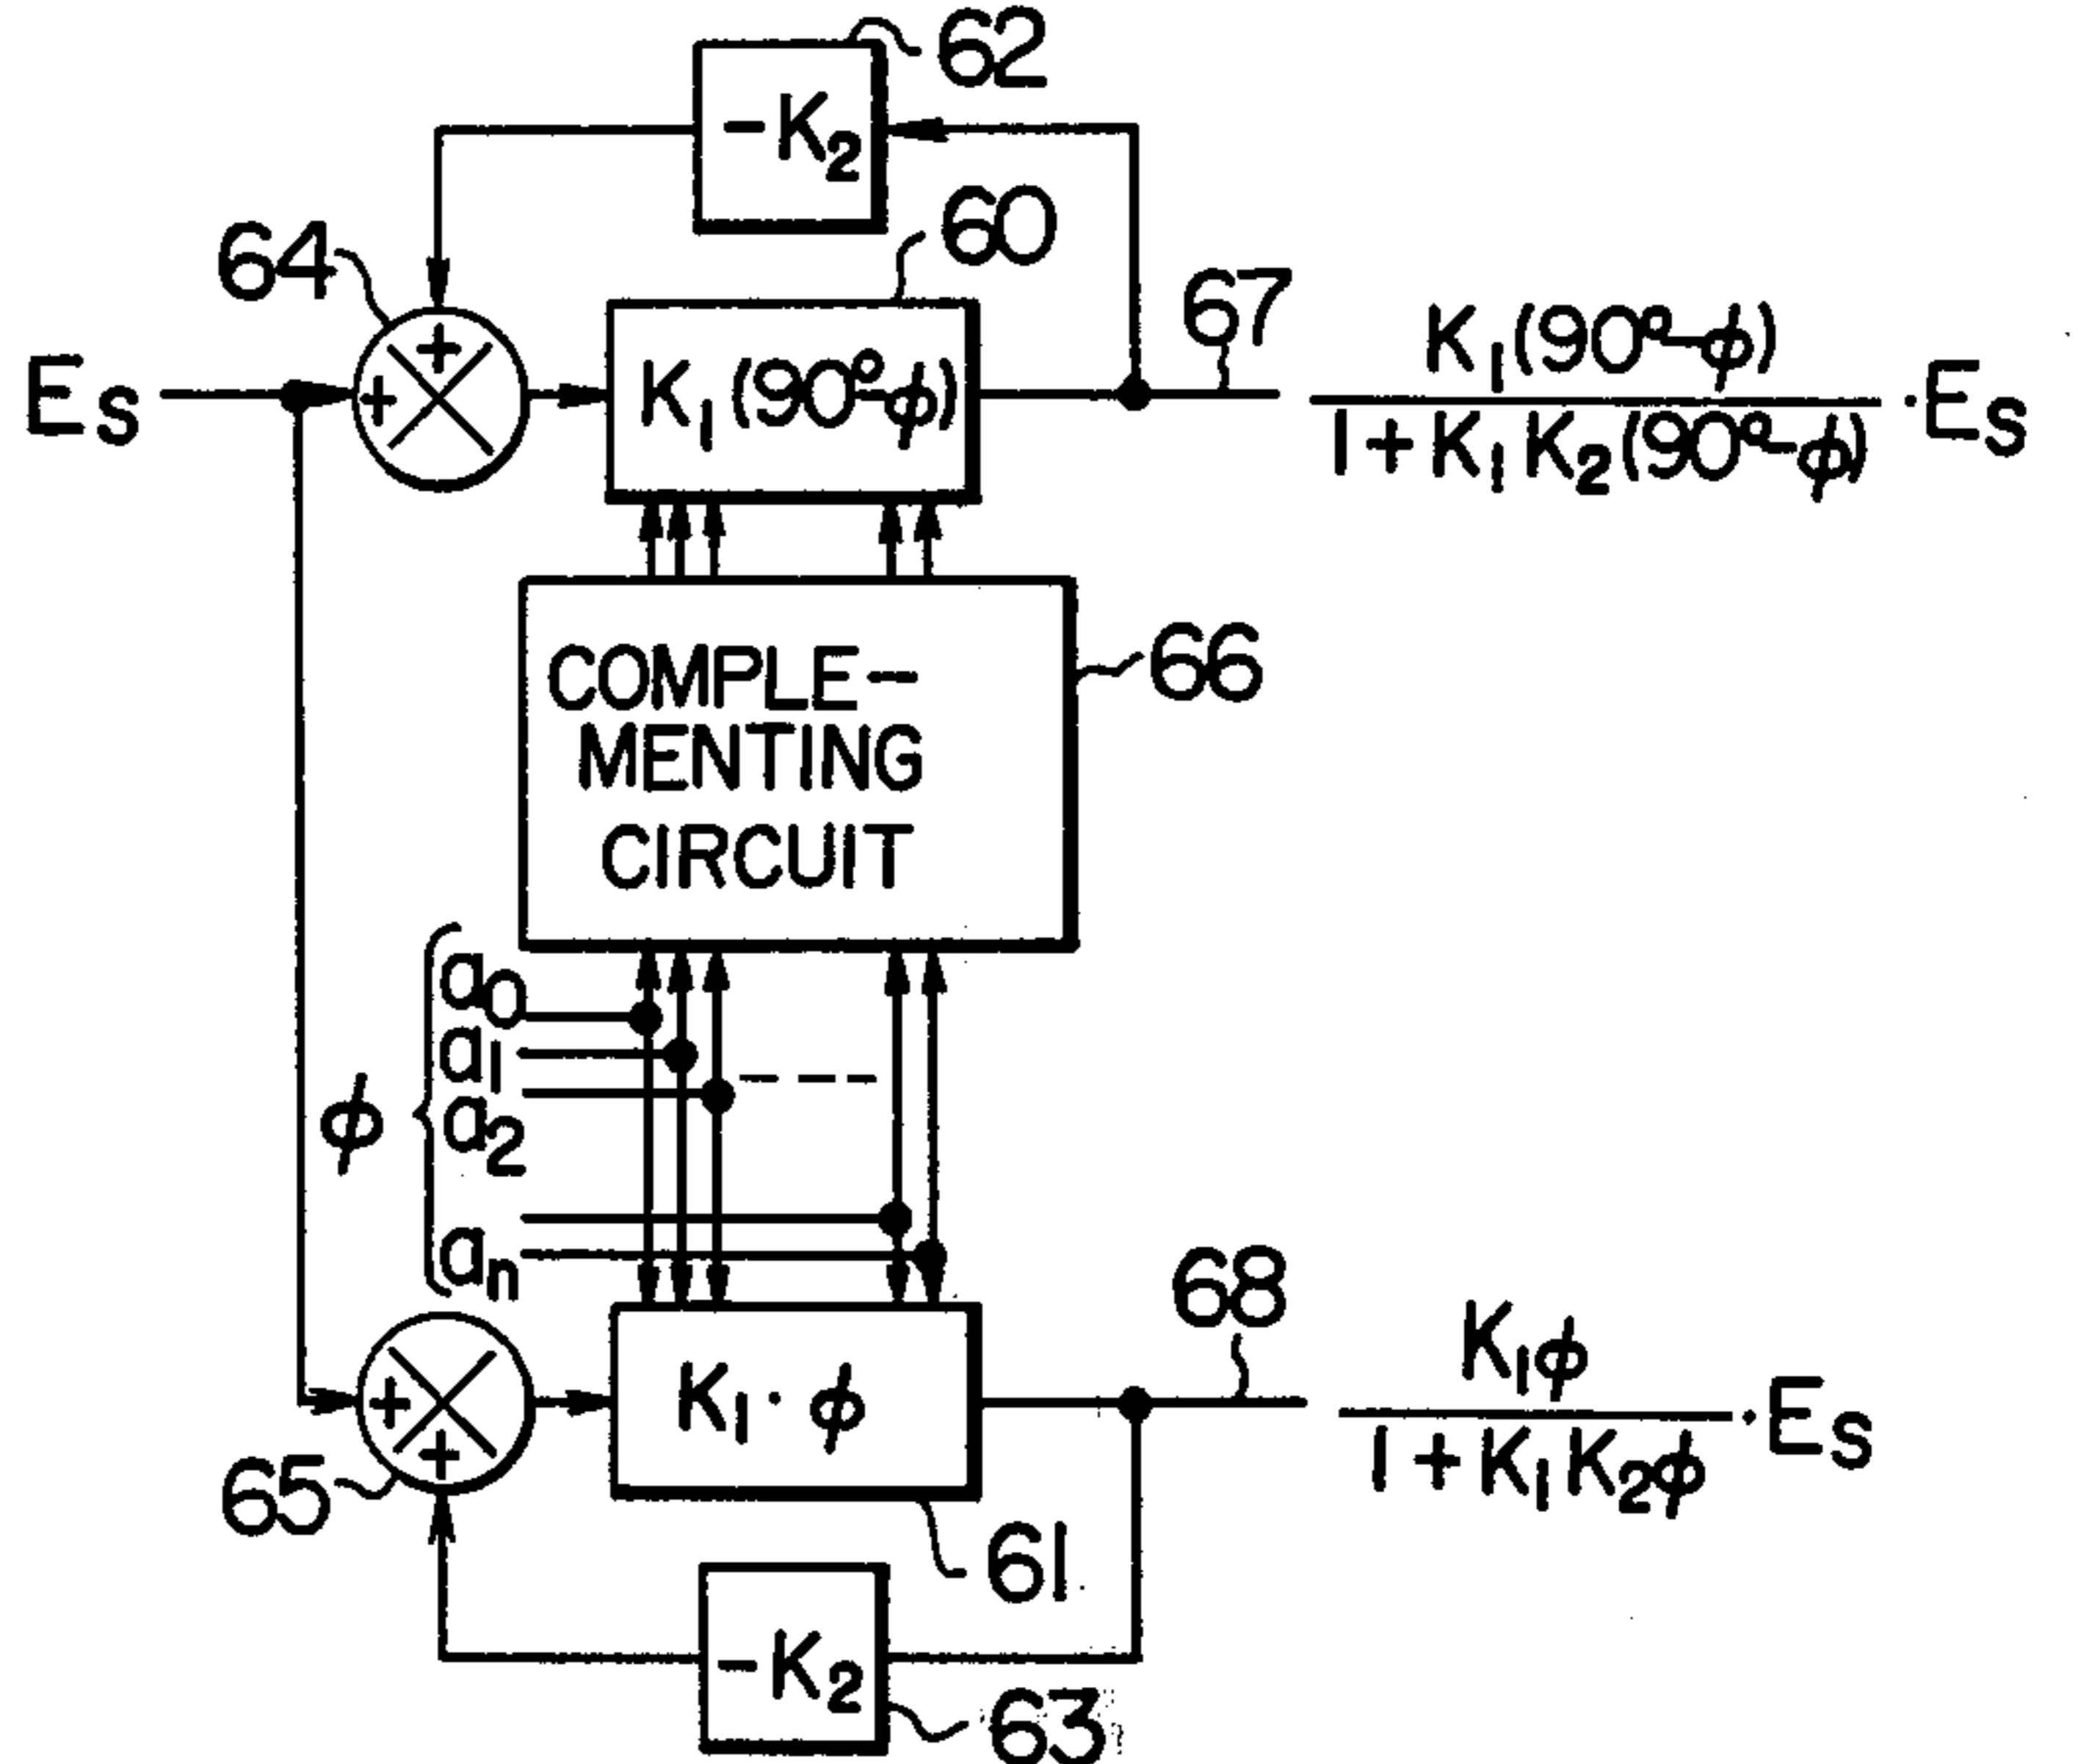 62
-K₂
60
64
67
Es
K₁(90°-ϕ)
K₁(90°-ϕ)
1+K₁K₂(90°-ϕ)
·Es
COMPLE-
MENTING
CIRCUIT
66
a₀
a₁
a₂
ϕ
aₙ
68
K₁·ϕ
K₁ϕ
1+K₁K₂ϕ
·Es
65
61
-K₂
63